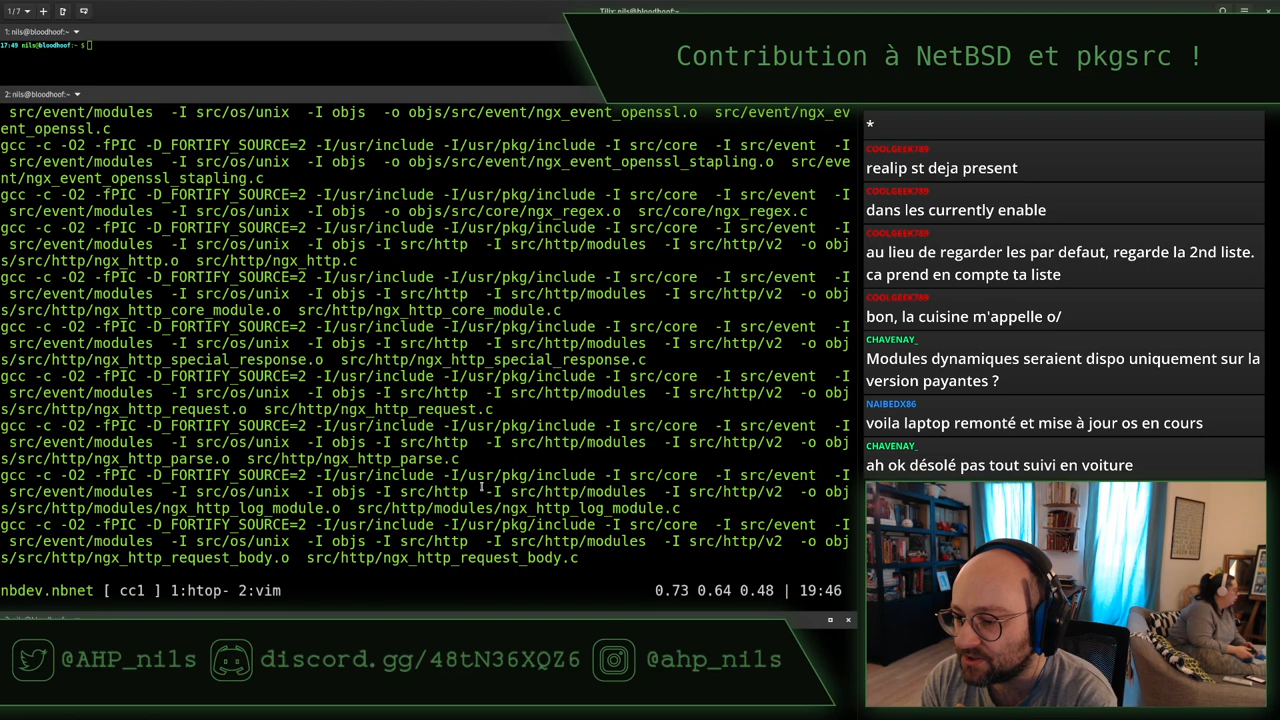 1/7
Tilix: nils@bloodhoof:~
1: nils@bloodhoof:~
17:49 nils@bloodhoof:~ $
Contribution à NetBSD et pkgsrc !
2: nils@bloodhoof:~
src/event/modules  -I src/os/unix  -I objs  -o objs/src/event/ngx_event_openssl.o  src/event/ngx_ev
ent_openssl.c
gcc -c -O2 -fPIC -D_FORTIFY_SOURCE=2 -I/usr/include -I/usr/pkg/include -I src/core  -I src/event  -I
src/event/modules  -I src/os/unix  -I objs  -o objs/src/event/ngx_event_openssl_stapling.o  src/eve
nt/ngx_event_openssl_stapling.c
gcc -c -O2 -fPIC -D_FORTIFY_SOURCE=2 -I/usr/include -I/usr/pkg/include -I src/core  -I src/event  -I
src/event/modules  -I src/os/unix  -I objs  -o objs/src/core/ngx_regex.o  src/core/ngx_regex.c
gcc -c -O2 -fPIC -D_FORTIFY_SOURCE=2 -I/usr/include -I/usr/pkg/include -I src/core  -I src/event  -I
src/event/modules  -I src/os/unix  -I objs -I src/http  -I src/http/modules  -I src/http/v2  -o obj
s/src/http/ngx_http.o  src/http/ngx_http.c
gcc -c -O2 -fPIC -D_FORTIFY_SOURCE=2 -I/usr/include -I/usr/pkg/include -I src/core  -I src/event  -I
src/event/modules  -I src/os/unix  -I objs -I src/http  -I src/http/modules  -I src/http/v2  -o obj
s/src/http/ngx_http_core_module.o  src/http/ngx_http_core_module.c
gcc -c -O2 -fPIC -D_FORTIFY_SOURCE=2 -I/usr/include -I/usr/pkg/include -I src/core  -I src/event  -I
src/event/modules  -I src/os/unix  -I objs -I src/http  -I src/http/modules  -I src/http/v2  -o obj
s/src/http/ngx_http_special_response.o  src/http/ngx_http_special_response.c
gcc -c -O2 -fPIC -D_FORTIFY_SOURCE=2 -I/usr/include -I/usr/pkg/include -I src/core  -I src/event  -I
src/event/modules  -I src/os/unix  -I objs -I src/http  -I src/http/modules  -I src/http/v2  -o obj
s/src/http/ngx_http_request.o  src/http/ngx_http_request.c
gcc -c -O2 -fPIC -D_FORTIFY_SOURCE=2 -I/usr/include -I/usr/pkg/include -I src/core  -I src/event  -I
src/event/modules  -I src/os/unix  -I objs -I src/http  -I src/http/modules  -I src/http/v2  -o obj
s/src/http/ngx_http_parse.o  src/http/ngx_http_parse.c
gcc -c -O2 -fPIC -D_FORTIFY_SOURCE=2 -I/usr/include -I/usr/pkg/include -I src/core  -I src/event  -I
src/event/modules  -I src/os/unix  -I objs -I src/http  -I src/http/modules  -I src/http/v2  -o obj
s/src/http/modules/ngx_http_log_module.o  src/http/modules/ngx_http_log_module.c
gcc -c -O2 -fPIC -D_FORTIFY_SOURCE=2 -I/usr/include -I/usr/pkg/include -I src/core  -I src/event  -I
src/event/modules  -I src/os/unix  -I objs -I src/http  -I src/http/modules  -I src/http/v2  -o obj
s/src/http/ngx_http_request_body.o  src/http/ngx_http_request_body.c
nbdev.nbnet [ cc1 ] 1:htop- 2:vim 0.73 0.64 0.48 | 19:46
*
COOLGEEK789
realip st deja present
COOLGEEK789
dans les currently enable
COOLGEEK789
au lieu de regarder les par defaut, regarde la 2nd liste.
ca prend en compte ta liste
COOLGEEK789
bon, la cuisine m'appelle o/
CHAVENAY_
Modules dynamiques seraient dispo uniquement sur la
version payantes ?
NAIBEDX86
voila laptop remonté et mise à jour os en cours
CHAVENAY_
ah ok désolé pas tout suivi en voiture
@AHP_nils discord.gg/48tN36XQZ6 @ahp_nils